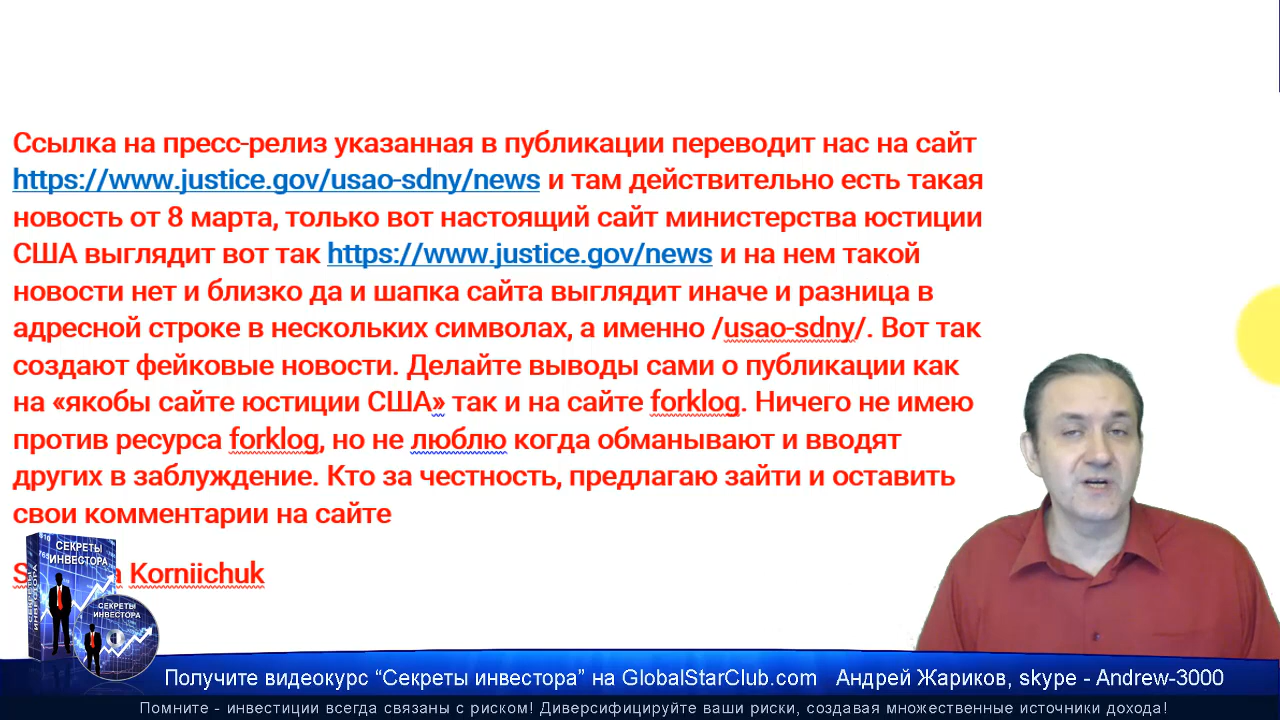 Ссылка на пресс-релиз указанная в публикации переводит нас на сайт
https://www.justice.gov/usao-sdny/news и там действительно есть такая
новость от 8 марта, только вот настоящий сайт министерства юстиции
США выглядит вот так https://www.justice.gov/news и на нем такой
новости нет и близко да и шапка сайта выглядит иначе и разница в
адресной строке в нескольких символах, а именно /usao-sdny/. Вот так
создают фейковые новости. Делайте выводы сами о публикации как
на «якобы сайте юстиции США» так и на сайте forklog. Ничего не имею
против ресурса forklog, но не люблю когда обманывают и вводят
других в заблуждение. Кто за честность, предлагаю зайти и оставить
свои комментарии на сайте
Korniichuk
СЕКРЕТЫ
ИНВЕСТОРА
СЕКРЕТЫ ИНВЕСТОРА
СЕКРЕТЫ
ИНВЕСТОРА
Получите видеокурс “Секреты инвестора” на GlobalStarClub.com Андрей Жариков, skype - Andrew-3000
Помните - инвестиции всегда связаны с риском! Диверсифицируйте ваши риски, создавая множественные источники дохода!